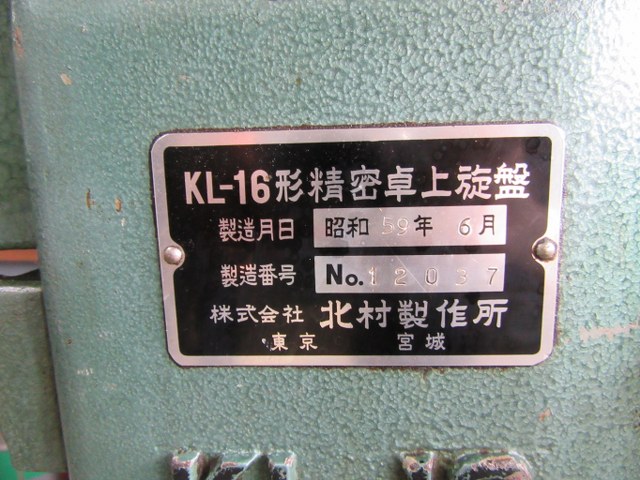 KL-16形精密卓上旋盤
製造月日 昭和59年 6月
製造番号 No.12037
株式会社 北村製作所
東京 宮城